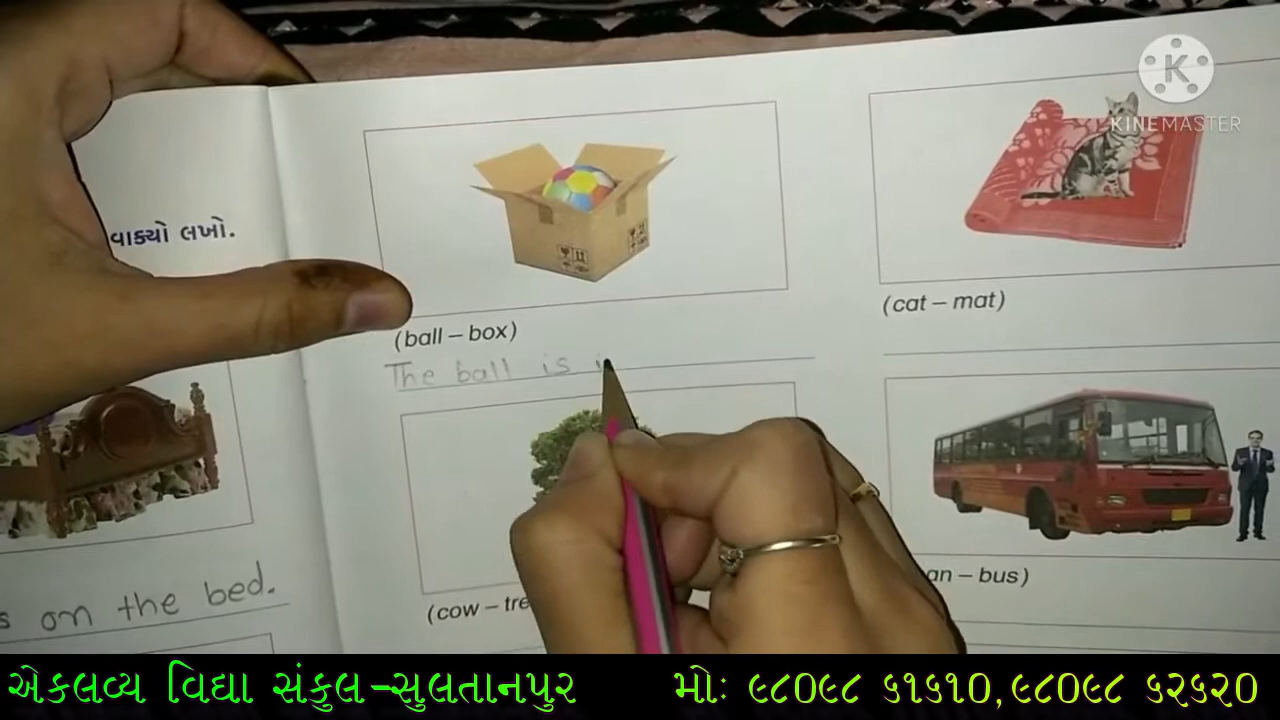 K
KINEMASTER
વાક્યો લખો.
(ball – box)
The ball is i
(cat – mat)
on the bed.
(cow – tre
an – bus)
એકલવ્ય વિદ્યા સંકુલ-સુલતાનપુર મોઃ ૯૮૦૯૮ ૬૧૬૧૦,૯૮૦૯૮ ૬૨૬૨૦